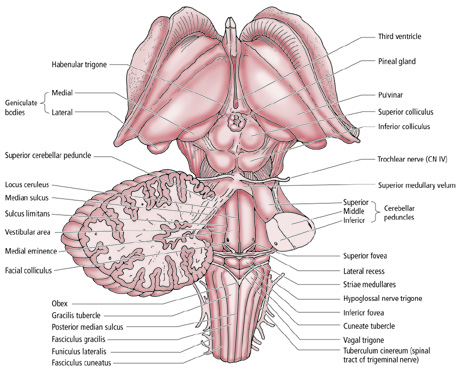 Habenular trigone
Medial
Geniculate
bodies
Lateral
Superior cerebellar peduncle
Locus ceruleus
Median sulcus
Sulcus limitans
Vestibular area
Medial eminence
Facial colliculus
Obex
Gracilis tubercle
Posterior median sulcus
Fasciculus gracilis
Funiculus lateralis
Fasciculus cuneatus
Third ventricle
Pineal gland
Pulvinar
Superior colliculus
Inferior colliculus
Trochlear nerve (CN IV)
Superior medullary velum
Superior
Middle
Inferior
Cerebellar
peduncles
Superior fovea
Lateral recess
Striae medullares
Hypoglossal nerve trigone
Inferior fovea
Cuneate tubercle
Vagal trigone
Tuberculum cinereum (spinal
tract of trigeminal nerve)